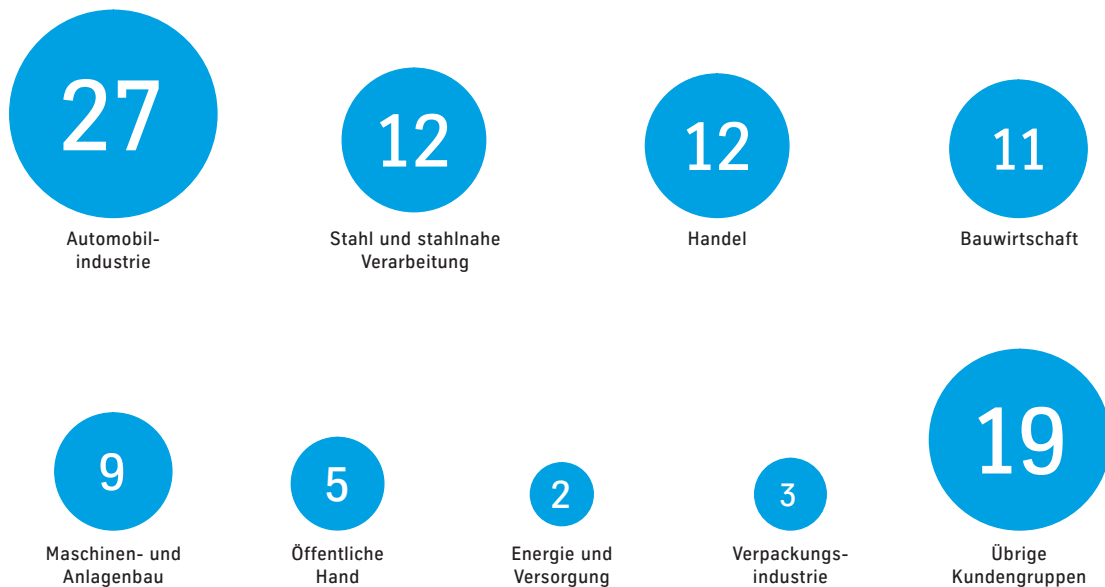 27
Automobil-
industrie
12
Stahl und stahlnahe
Verarbeitung
12
Handel
11
Bauwirtschaft
9
Maschinen- und
Anlagenbau
5
Öffentliche
Hand
2
Energie und
Versorgung
3
Verpackungs-
industrie
19
Übrige
Kundengruppen